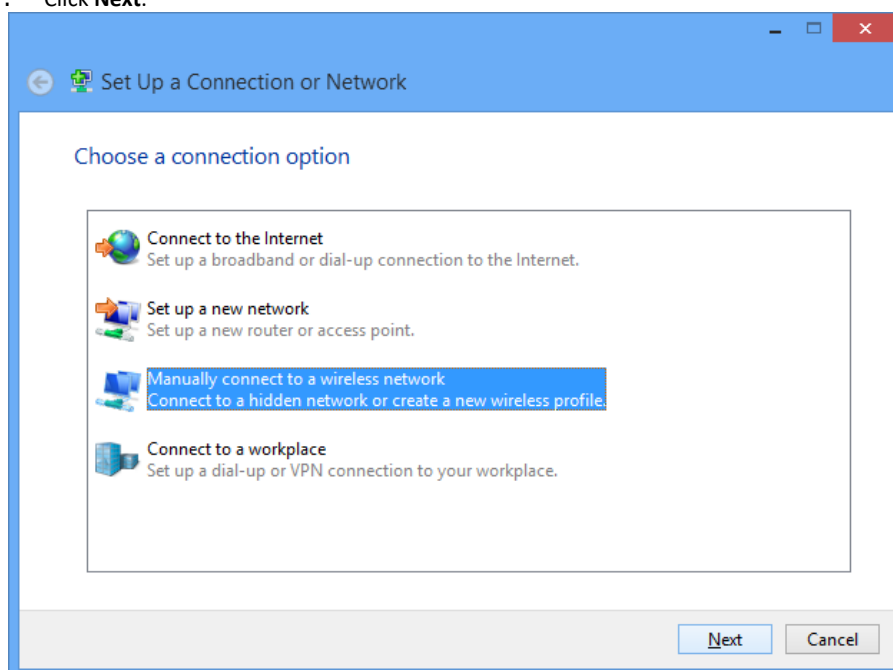 . Click Next.
Set Up a Connection or Network
Choose a connection option
Connect to the Internet
Set up a broadband or dial-up connection to the Internet.
Set up a new network
Set up a new router or access point.
Manually connect to a wireless network
Connect to a hidden network or create a new wireless profile.
Connect to a workplace
Set up a dial-up or VPN connection to your workplace.
Next Cancel